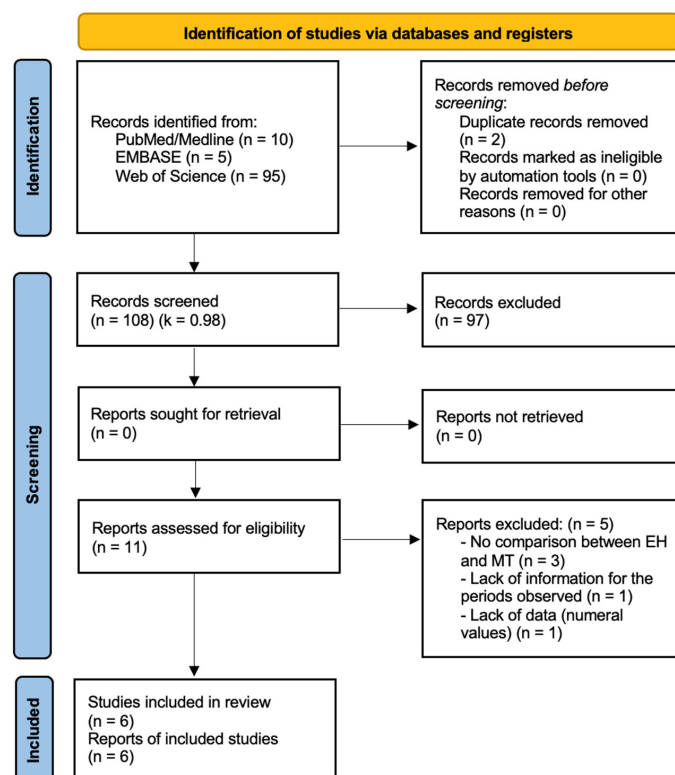 Identification of studies via databases and registers
Identification
Records identified from:
PubMed/Medline (n = 10)
EMBASE (n = 5)
Web of Science (n = 95)
Records removed before
screening:
Duplicate records removed
(n = 2)
Records marked as ineligible
by automation tools (n = 0)
Records removed for other
reasons (n = 0)
Screening
Records screened
(n = 108) (k = 0.98)
Records excluded
(n = 97)
Reports sought for retrieval
(n = 0)
Reports not retrieved
(n = 0)
Reports assessed for eligibility
(n = 11)
Reports excluded: (n = 5)
- No comparison between EH
and MT (n = 3)
- Lack of information for the
periods observed (n = 1)
- Lack of data (numeral
values) (n = 1)
Included
Studies included in review
(n = 6)
Reports of included studies
(n = 6)